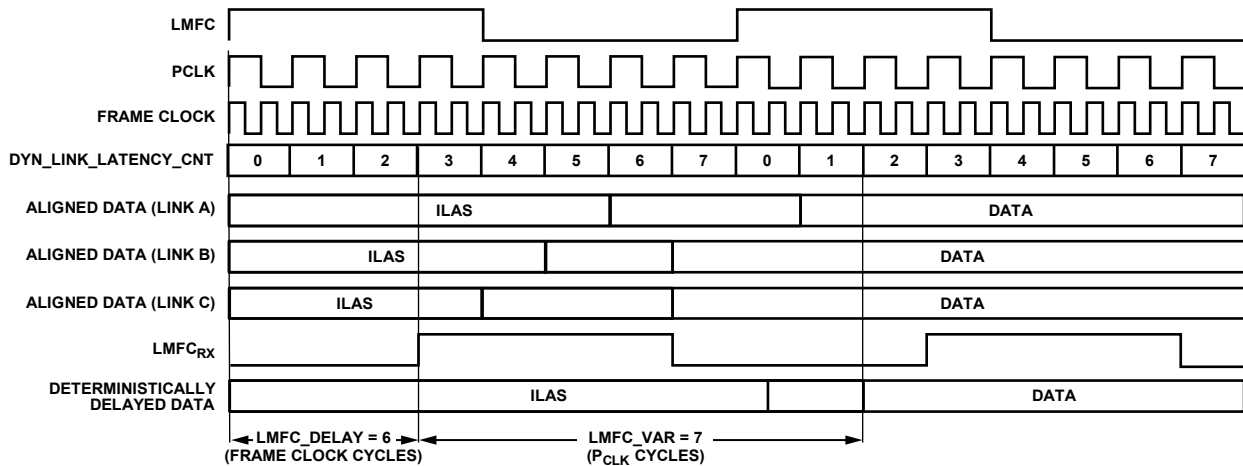 LMFC
PCLK
FRAME CLOCK
DYN_LINK_LATENCY_CNT 0 1 2 3 4 5 6 7 0 1 2 3 4 5 6 7
ALIGNED DATA (LINK A) ILAS DATA
ALIGNED DATA (LINK B) ILAS DATA
ALIGNED DATA (LINK C) ILAS DATA
LMFCRX
DETERMINISTICALLY
DELAYED DATA ILAS DATA
LMFC_DELAY = 6
(FRAME CLOCK CYCLES)
LMFC_VAR = 7
(PCLK CYCLES)